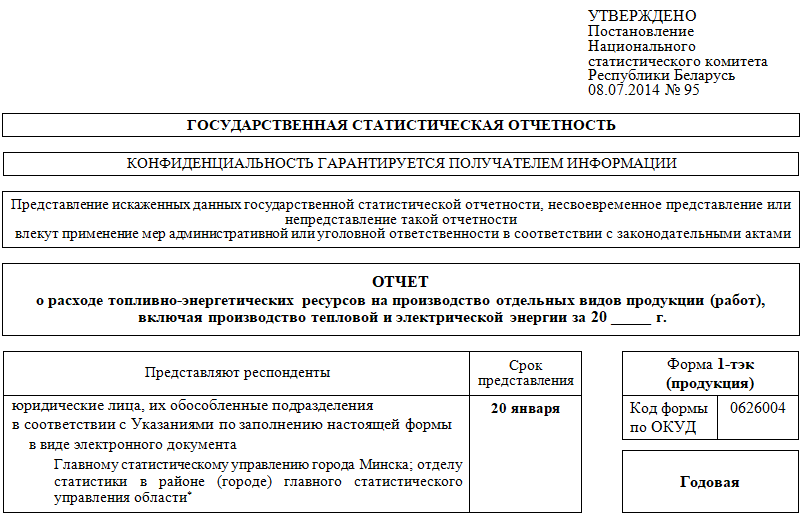 УТВЕРЖДЕНО
Постановление
Национального
статистического комитета
Республики Беларусь
08.07.2014 № 95
ГОСУДАРСТВЕННАЯ СТАТИСТИЧЕСКАЯ ОТЧЕТНОСТЬ
КОНФИДЕНЦИАЛЬНОСТЬ ГАРАНТИРУЕТСЯ ПОЛУЧАТЕЛЕМ ИНФОРМАЦИИ
Представление искаженных данных государственной статистической отчетности, несвоевременное представление или
непредставление такой отчетности
влекут применение мер административной или уголовной ответственности в соответствии с законодательными актами
ОТЧЕТ
о расходе топливно-энергетических ресурсов на производство отдельных видов продукции (работ),
включая производство тепловой и электрической энергии за 20 _____ г.
Представляют респонденты
Срок
представления
юридические лица, их обособленные подразделения
в соответствии с Указаниями по заполнению настоящей формы
в виде электронного документа
Главному статистическому управлению города Минска; отделу
статистики в районе (городе) главного статистического
управления области*
20 января
Форма 1-тэк
(продукция)
Код формы
по ОКУД
0626004
Годовая